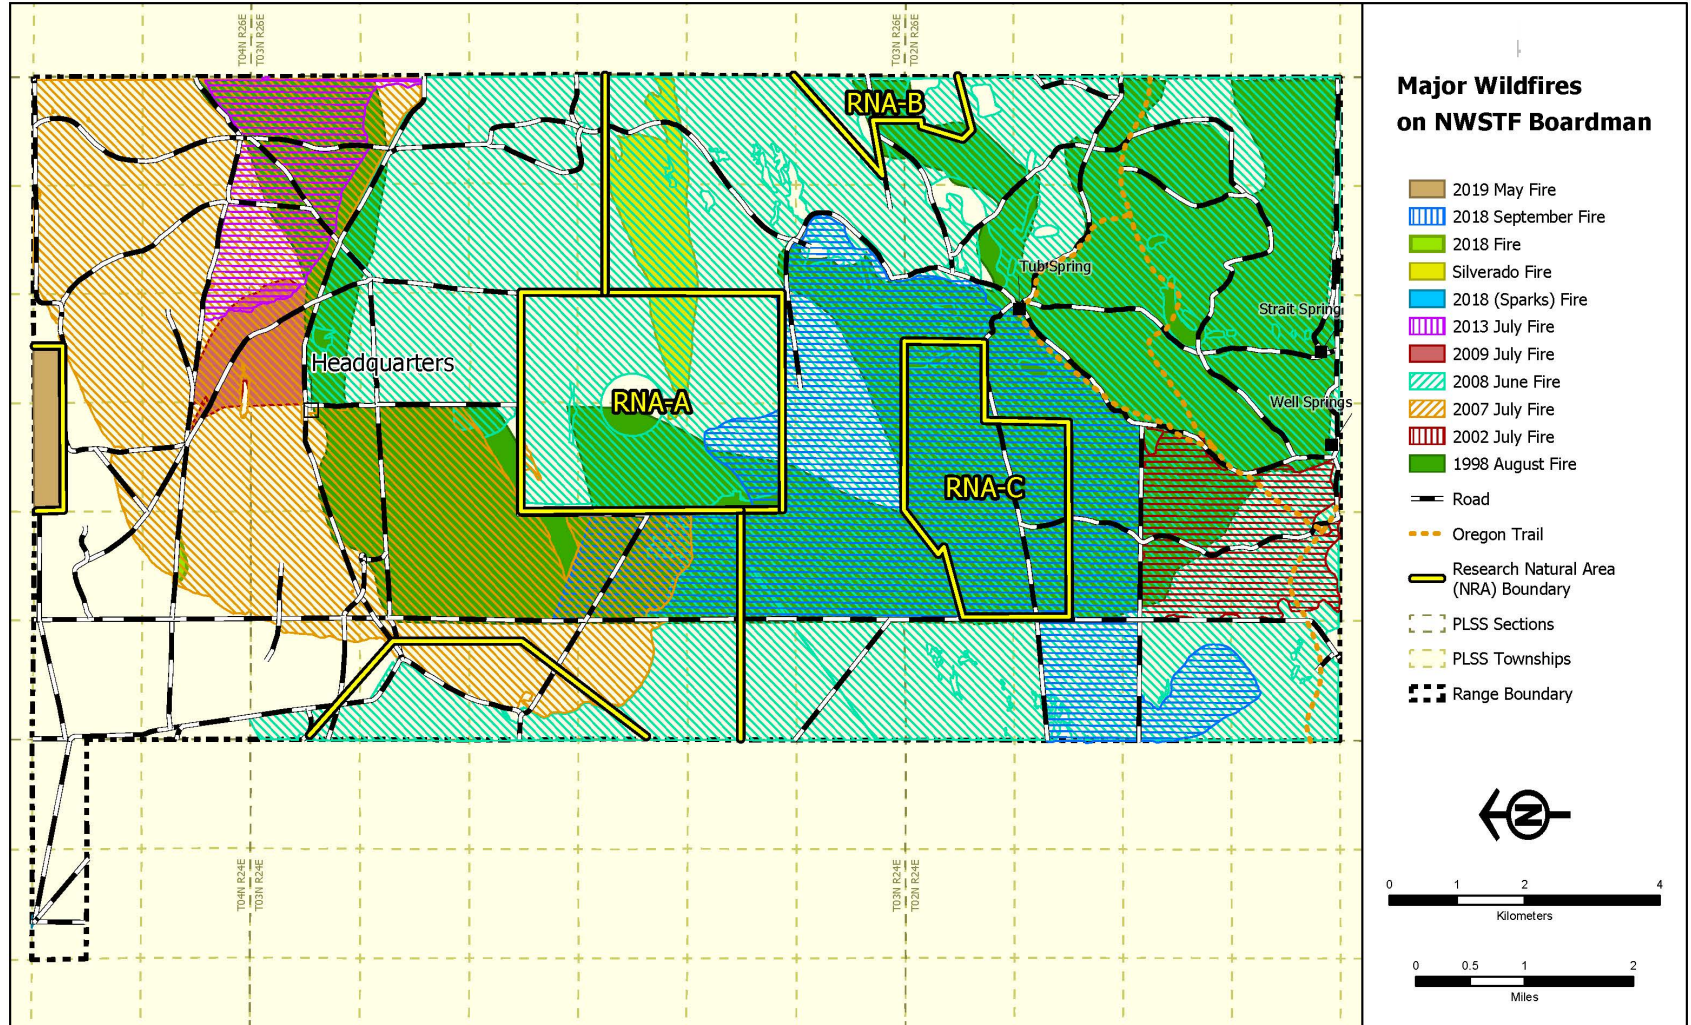 T04N R26E
T03N R26E
T03N R26E
T02N R26E
RNA-B
Tub Spring
Strait Spring
Headquarters
RNA-A
Well Springs
RNA-C
T04N R24E
T03N R24E
T03N R24E
T02N R24E
Major Wildfires
on NWSTF Boardman
2019 May Fire
2018 September Fire
2018 Fire
Silverado Fire
2018 (Sparks) Fire
2013 July Fire
2009 July Fire
2008 June Fire
2007 July Fire
2002 July Fire
1998 August Fire
Road
Oregon Trail
Research Natural Area
(NRA) Boundary
PLSS Sections
PLSS Townships
Range Boundary
N
0 1 2 4
Kilometers
0 0.5 1 2
Miles